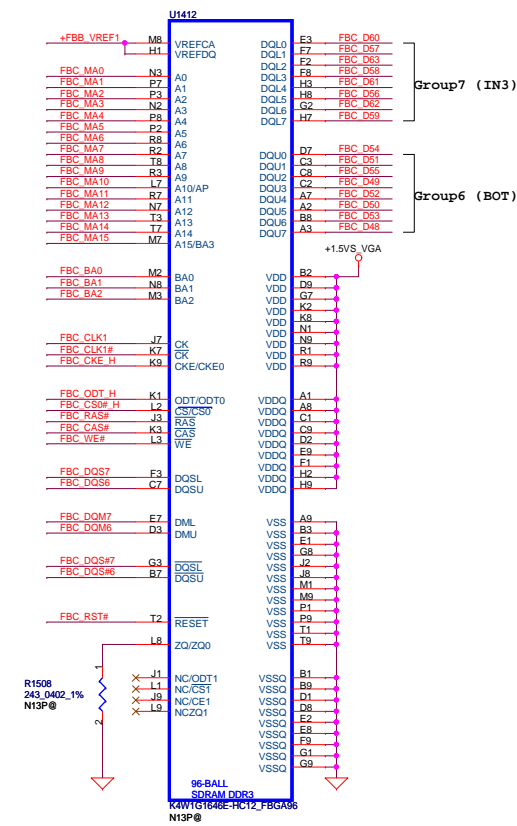 U1412
+FBB_VREF1 M8 VREFCA DQL0 E3 FBC_D60
H1 VREFDQ DQL1 F7 FBC_D57
DQL2 F2 FBC_D63
FBC_MA0 N3 A0 DQL3 F8 FBC_D58
FBC_MA1 P7 A1 DQL4 H3 FBC_D61
FBC_MA2 P3 A2 DQL5 H8 FBC_D56
FBC_MA3 N2 A3 DQL6 G2 FBC_D62
FBC_MA4 P8 A4 DQL7 H7 FBC_D59
Group7 (IN3)
FBC_MA5 P2 A5
FBC_MA6 R8 A6
FBC_MA7 R2 A7 DQU0 D7 FBC_D54
FBC_MA8 T8 A8 DQU1 C3 FBC_D51
FBC_MA9 R3 A9 DQU2 C8 FBC_D55
FBC_MA10 L7 A10/AP DQU3 C2 FBC_D49
FBC_MA11 R7 A11 DQU4 A7 FBC_D52
FBC_MA12 N7 A12 DQU5 A2 FBC_D50
FBC_MA13 T3 A13 DQU6 B8 FBC_D53
FBC_MA14 T7 A14 DQU7 A3 FBC_D48
FBC_MA15 M7 A15/BA3
Group6 (BOT)
+1.5VS_VGA
FBC_BA0 M2 BA0 VDD B2
FBC_BA1 N8 BA1 VDD D9
FBC_BA2 M3 BA2 VDD G7
VDD K2
VDD K8
VDD N1
FBC_CLK1 J7 CK VDD N9
FBC_CLK1# K7 CK VDD R1
FBC_CKE_H K9 CKE/CKE0 VDD R9
FBC_ODT_H K1 ODT/ODT0 VDDQ A1
FBC_CS0#_H L2 CS/CS0 VDDQ A8
FBC_RAS# J3 RAS VDDQ C1
FBC_CAS# K3 CAS VDDQ C9
FBC_WE# L3 WE VDDQ D2
VDDQ E9
VDDQ F1
FBC_DQS7 F3 DQSL VDDQ H2
FBC_DQS6 C7 DQSU VDDQ H9
FBC_DQM7 E7 DML VSS A9
FBC_DQM6 D3 DMU VSS B3
VSS E1
VSS G8
FBC_DQS#7 G3 DQSL VSS J2
FBC_DQS#6 B7 DQSU VSS J8
VSS M1
VSS M9
VSS P1
FBC_RST# T2 RESET VSS P9
VSS T1
L8 ZQ/ZQ0 VSS T9
J1 NC/ODT1 VSSQ B1
L1 NC/CS1 VSSQ B9
J9 NC/CE1 VSSQ D1
L9 NCZQ1 VSSQ D8
VSSQ E2
VSSQ E8
VSSQ F9
VSSQ G1
VSSQ G9
1
R1508
243_0402_1%
N13P@
2
96-BALL
SDRAM DDR3
K4W1G1646E-HC12_FBGA96
N13P@